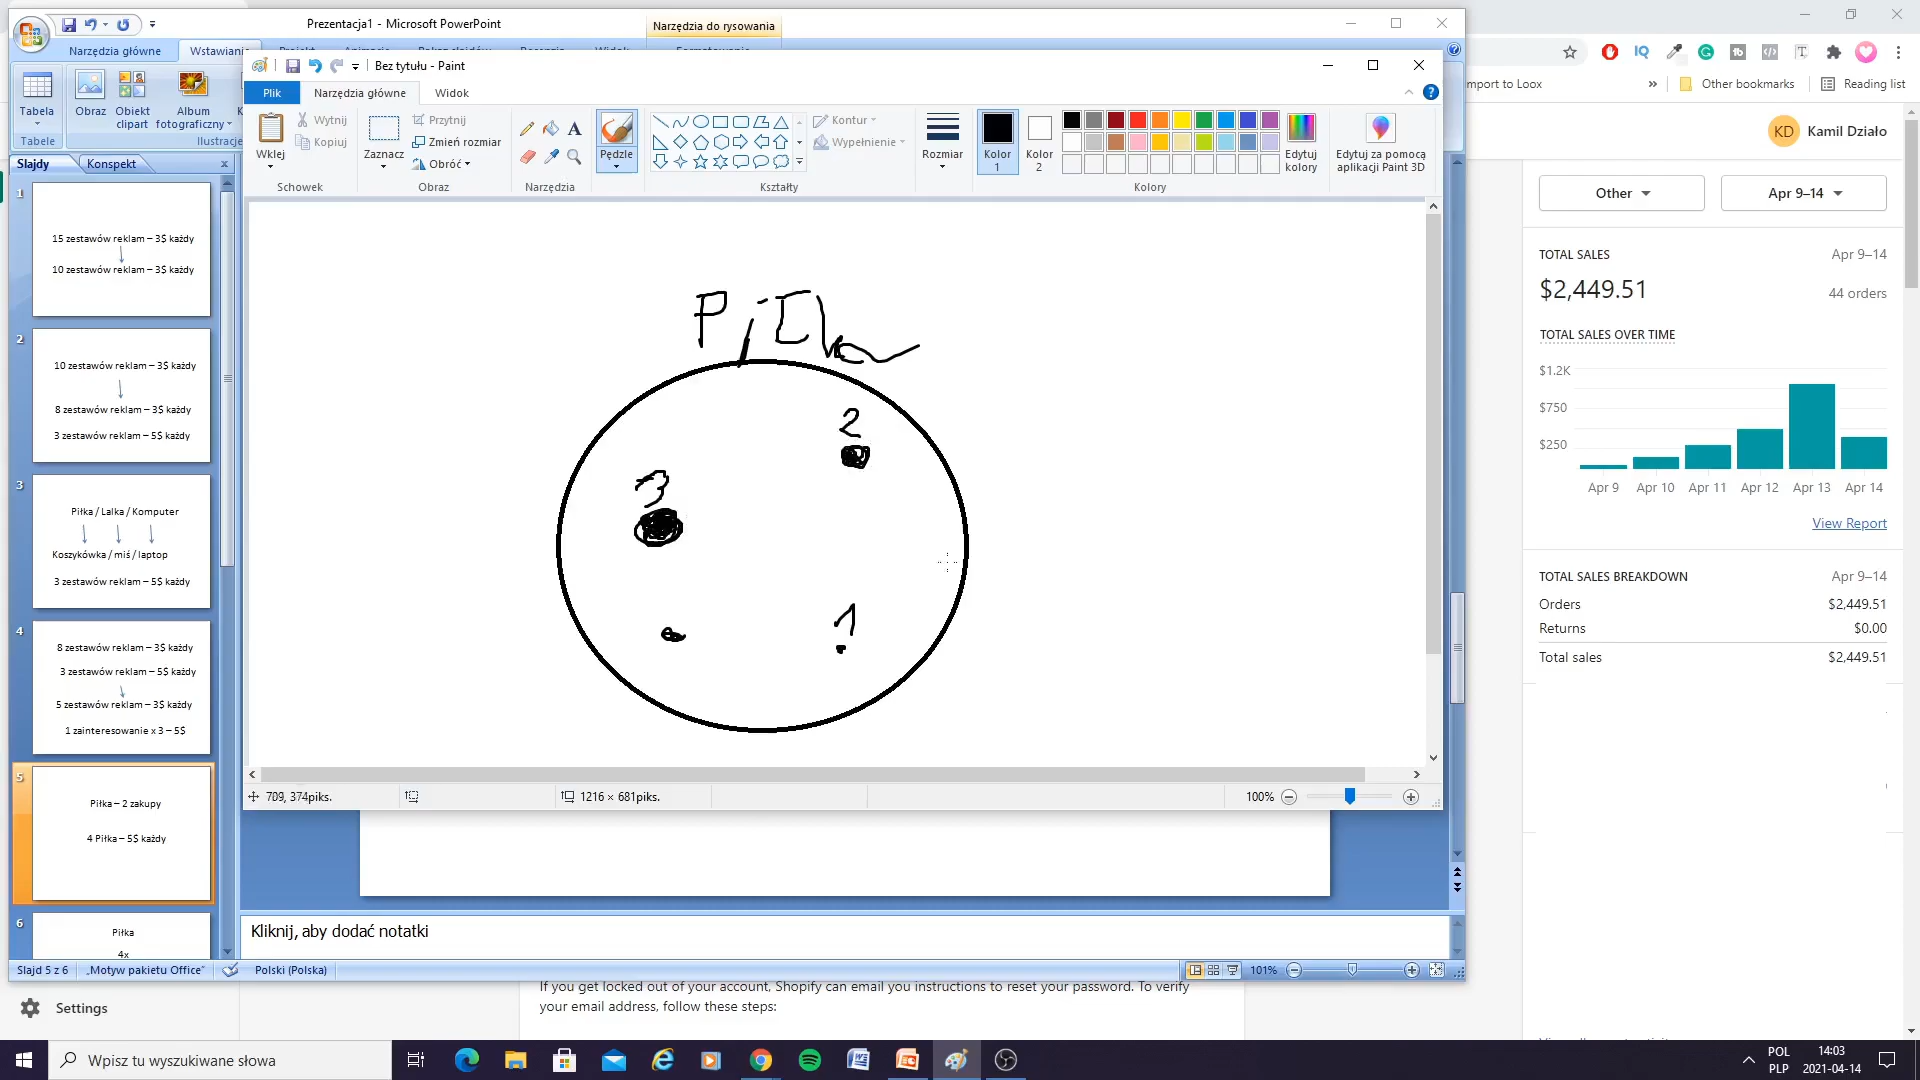 Prezentacja1 - Microsoft PowerPoint
Narzędzia do rysowania
Narzędzia główne
Wstawianie
Tabela
Obraz
Obiekt clipart
Album fotograficzny
Tabele
Ilustracje
Slajdy
Konspekt
1
15 zestawów reklam – 3$ każdy
10 zestawów reklam – 3$ każdy
2
10 zestawów reklam – 3$ każdy
8 zestawów reklam – 3$ każdy
3 zestawów reklam – 5$ każdy
3
Piłka / Lalka / Komputer
Koszykówka / miś / laptop
3 zestawów reklam – 5$ każdy
4
8 zestawów reklam – 3$ każdy
3 zestawów reklam – 5$ każdy
5 zestawów reklam – 3$ każdy
1 zainteresowanie x 3 – 5$
5
Piłka – 2 zakupy
4 Piłka – 5$ każdy
6
Piłka
4x
Bez tytułu - Paint
Plik
Narzędzia główne
Widok
Wklej
Wytnij
Kopiuj
Schowek
Zaznacz
Przytnij
Zmień rozmiar
Obróć
Obraz
Narzędzia
Pędzle
Kontur
Wypełnienie
Kształty
Rozmiar
Kolor 1
Kolor 2
Edytuj kolory
Kolory
Edytuj za pomocą aplikacji Paint 3D
2
3
1
709, 374piks.
1216 × 681piks.
100%
Kliknij, aby dodać notatki
Slajd 5 z 6
„Motyw pakietu Office”
Polski (Polska)
101%
Settings
If you get locked out of your account, Shopify can email you instructions to reset your password. To verify
your email address, follow these steps:
mport to Loox
»
Other bookmarks
Reading list
KD
Kamil Działo
Other
Apr 9–14
TOTAL SALES
Apr 9–14
$2,449.51
44 orders
TOTAL SALES OVER TIME
$1.2K
$750
$250
Apr 9
Apr 10
Apr 11
Apr 12
Apr 13
Apr 14
View Report
TOTAL SALES BREAKDOWN
Apr 9–14
Orders
$2,449.51
Returns
$0.00
Total sales
$2,449.51
Wpisz tu wyszukiwane słowa
POL
PLP
14:03
2021-04-14